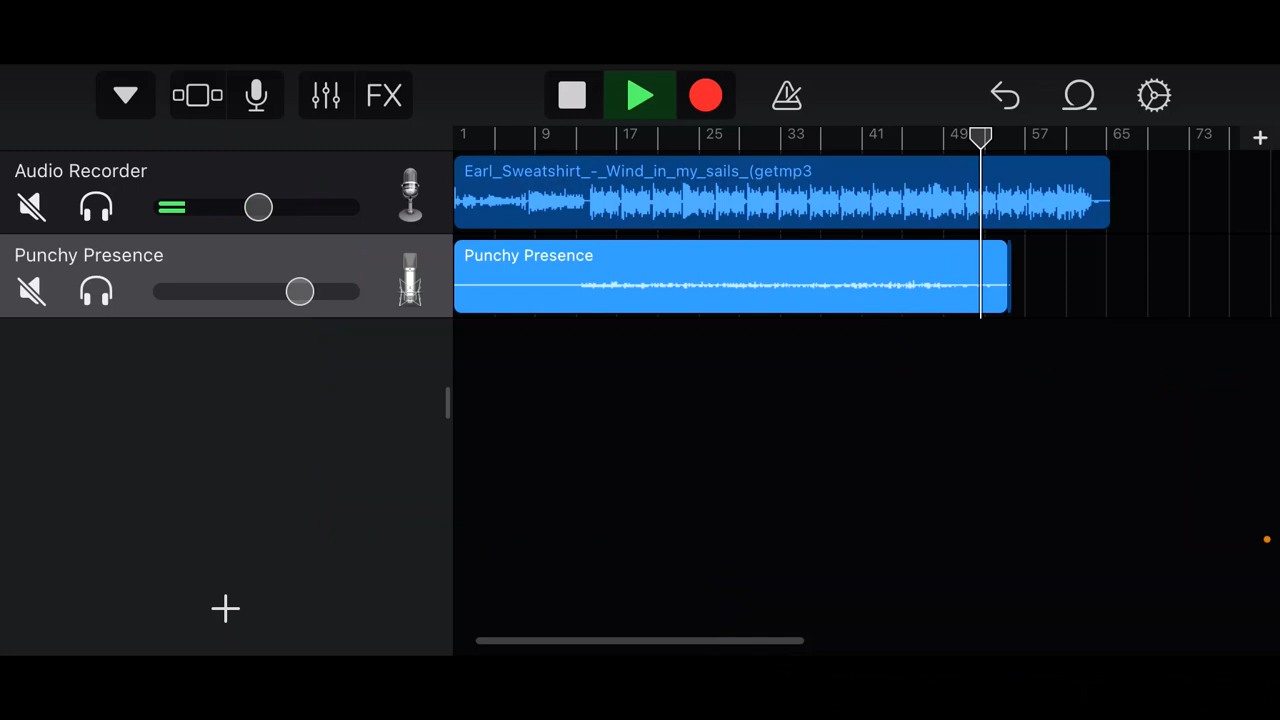 FX
1 9 17 25 33 41 49 57 65 73
Audio Recorder
Earl_Sweatshirt_-_Wind_in_my_sails_(getmp3
Punchy Presence
Punchy Presence